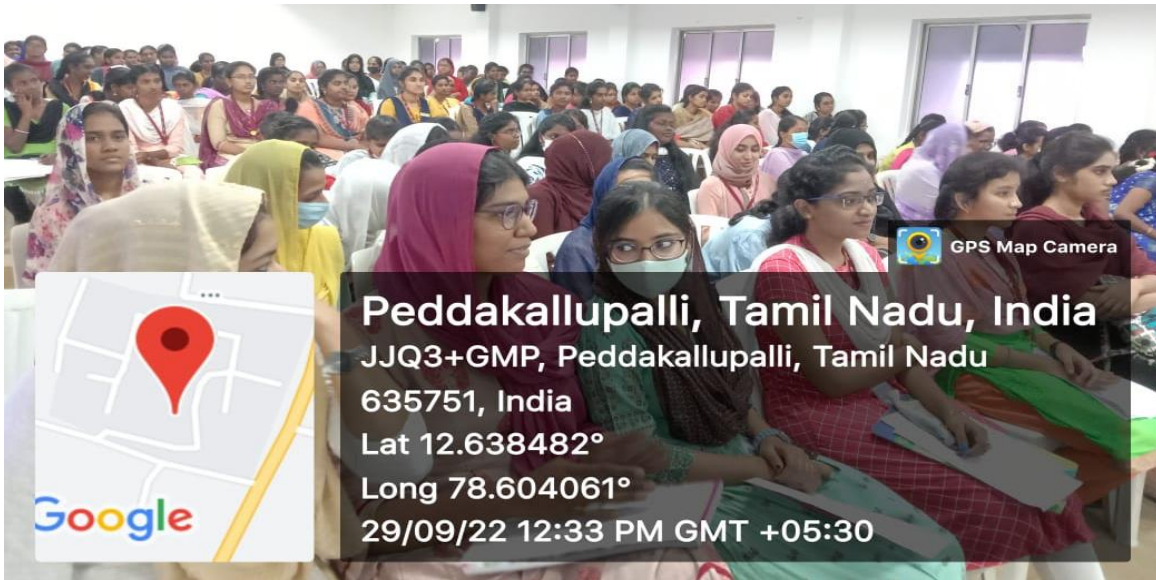 GPS Map Camera
Peddakallupalli, Tamil Nadu, India
JJQ3+GMP, Peddakallupalli, Tamil Nadu
635751, India
Lat 12.638482°
Long 78.604061°
29/09/22 12:33 PM GMT +05:30
Google